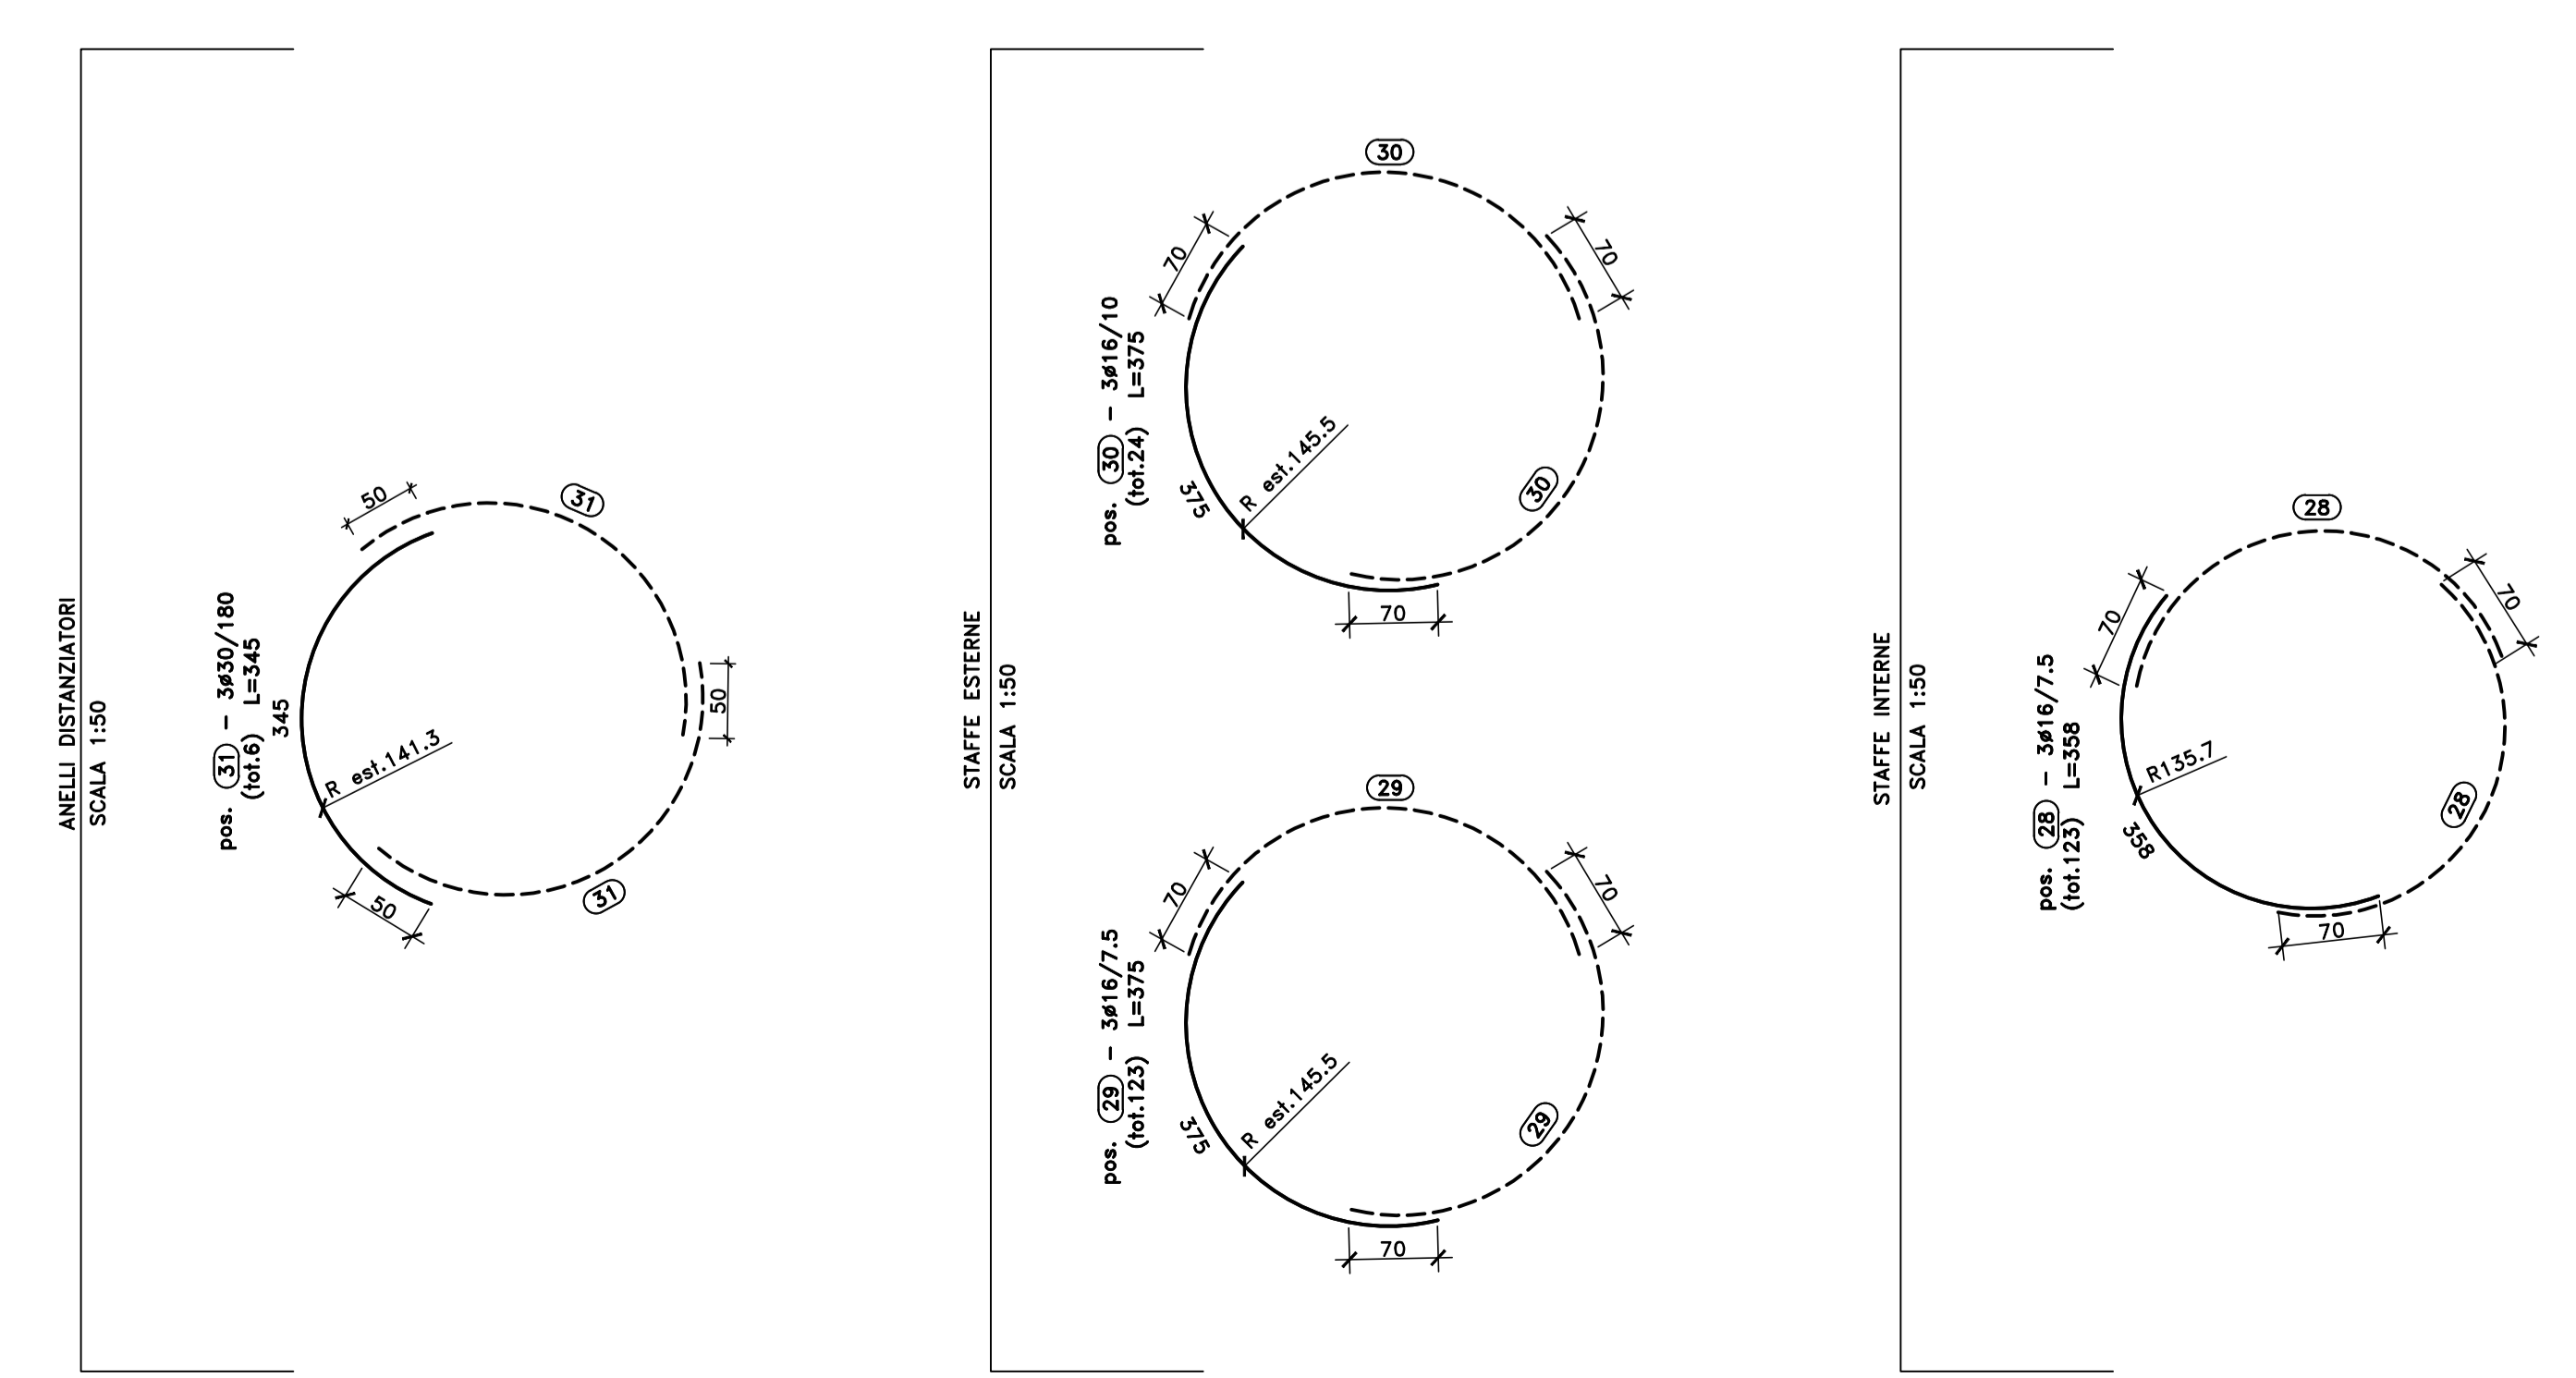 ANELLI DISTANZIATORI
SCALA 1:50
pos. 31 - 3ø30/180
(tot.6) L=345
345
R est.141.3
50
31
50
31
50
STAFFE ESTERNE
SCALA 1:50
30
70
70
pos. 30 - 3ø16/10
(tot.24) L=375
R est.145.5
375
30
70
29
70
70
pos. 29 - 3ø16/7.5
(tot.123) L=375
R est.145.5
375
29
70
STAFFE INTERNE
SCALA 1:50
28
70
70
pos. 28 - 3ø16/7.5
(tot.123) L=358
R135.7
358
28
70